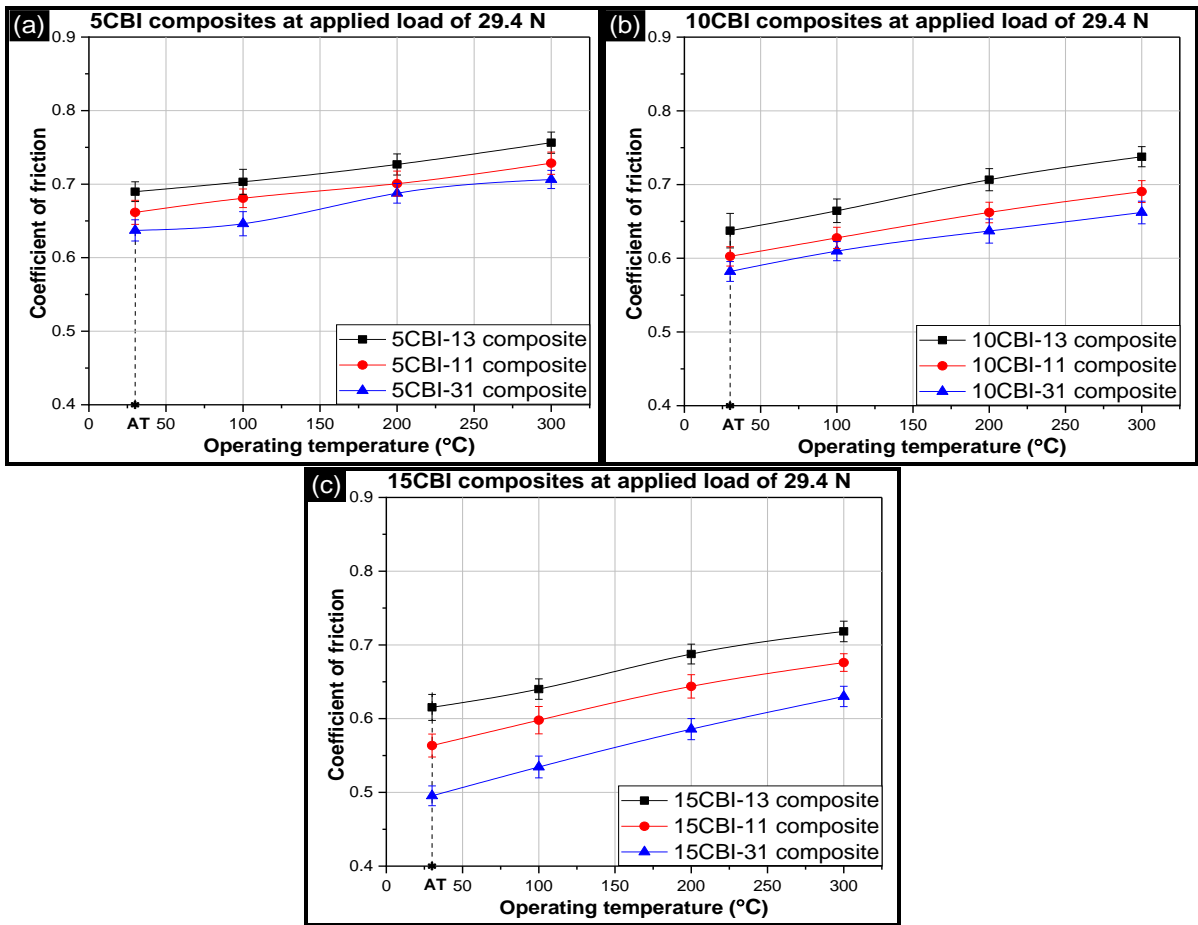 (a)
5CBI composites at applied load of 29.4 N
0.9
0.8
0.7
0.6
0.5
0.4
Coefficient of friction
5CBI-13 composite
5CBI-11 composite
5CBI-31 composite
0 AT 50 100 150 200 250 300
Operating temperature (°C)
(b)
10CBI composites at applied load of 29.4 N
0.9
0.8
0.7
0.6
0.5
0.4
Coefficient of friction
10CBI-13 composite
10CBI-11 composite
10CBI-31 composite
0 AT 50 100 150 200 250 300
Operating temperature (°C)
(c)
15CBI composites at applied load of 29.4 N
0.9
0.8
0.7
0.6
0.5
0.4
Coefficient of friction
15CBI-13 composite
15CBI-11 composite
15CBI-31 composite
0 AT 50 100 150 200 250 300
Operating temperature (°C)